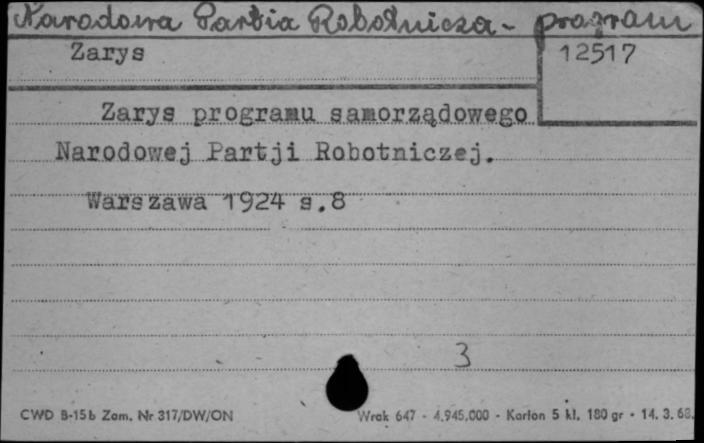 Narodowa Partia Robotnicza - program
Zarys
12517
Zarys programu samorządowego
Narodowej Partji Robotniczej.
Warszawa 1924 s.8
3
CWD B-15b Zam. Nr 317/DW/ON
Wrak 647 - 4.945,000 - Karton 5 kl. 180 gr - 14. 3. 68.